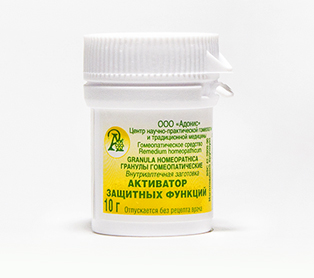 ООО «Адонис»
Центр научно-практической гомеопатии
и традиционной медицины
Гомеопатическое средство
Remedium homoeopathicum
GRANULA HOMEOPATHICA
ГРАНУЛЫ ГОМЕОПАТИЧЕСКИЕ
Внутриаптечная заготовка
АКТИВАТОР
ЗАЩИТНЫХ ФУНКЦИЙ
10 г
Отпускается без рецепта врача